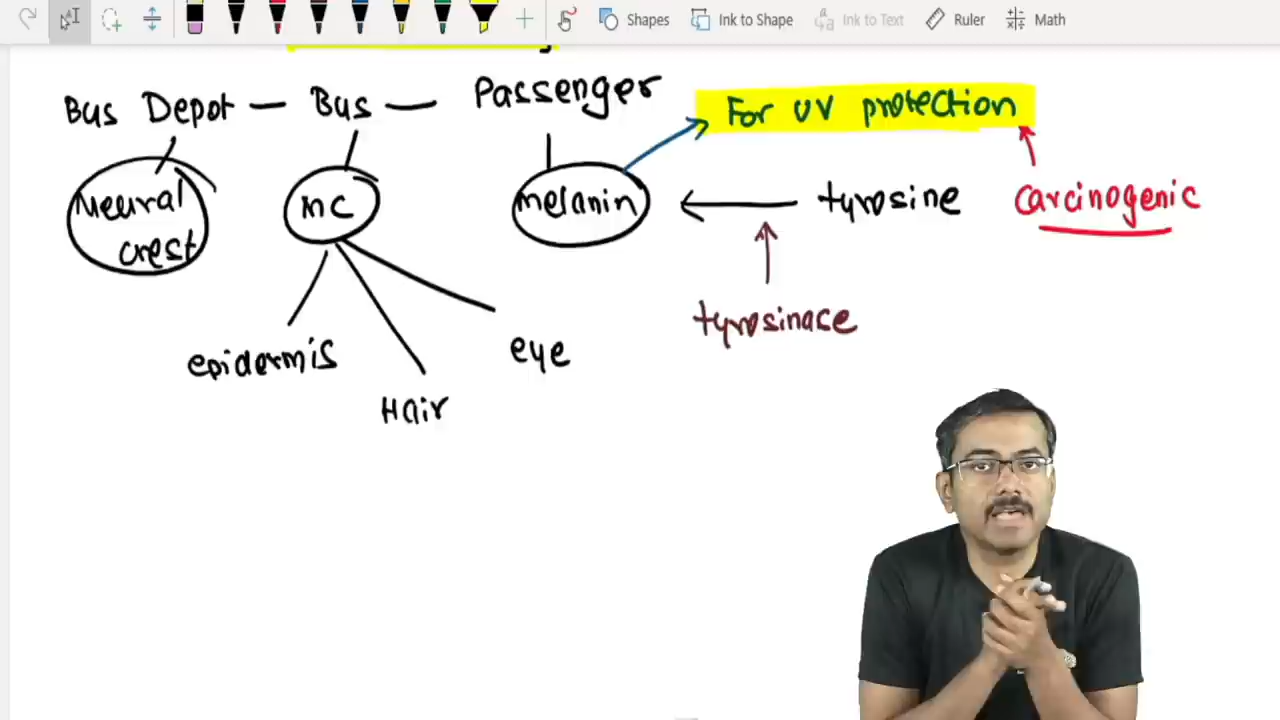 Shapes
Ink to Shape
Ink to Text
Ruler
Math
Bus Depot — Bus — Passenger
For UV protection
Neural crest
MC
melanin
tyrosine
carcinogenic
tyrosinase
epidermis
Hair
eye